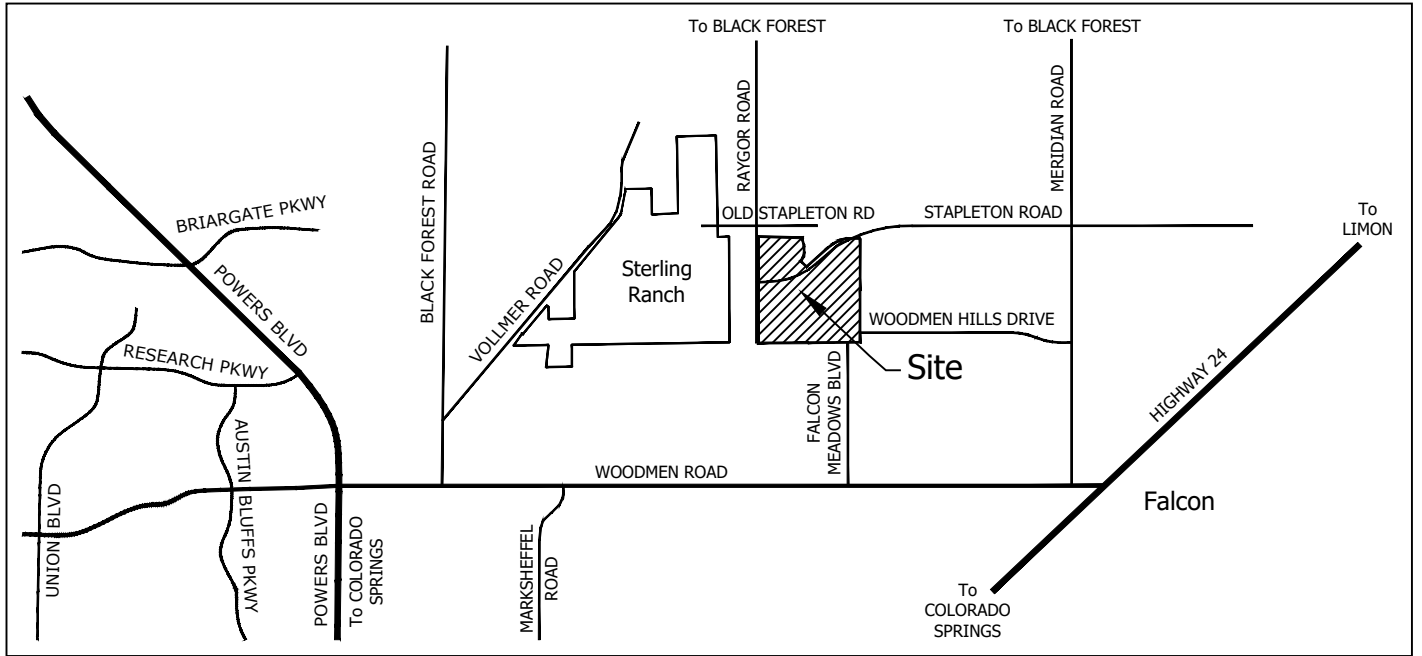 To BLACK FOREST
To BLACK FOREST
RAYGOR ROAD
MERIDIAN ROAD
BLACK FOREST ROAD
BRIARGATE PKWY
OLD STAPLETON RD
STAPLETON ROAD
To
LIMON
POWERS BLVD
VOLLMER ROAD
Sterling
Ranch
WOODMEN HILLS DRIVE
RESEARCH PKWY
Site
HIGHWAY 24
FALCON
MEADOWS BLVD
AUSTIN BLUFFS PKWY
WOODMEN ROAD
UNION BLVD
Falcon
POWERS BLVD
To COLORADO
SPRINGS
MARKSHEFFEL
ROAD
To
COLORADO
SPRINGS